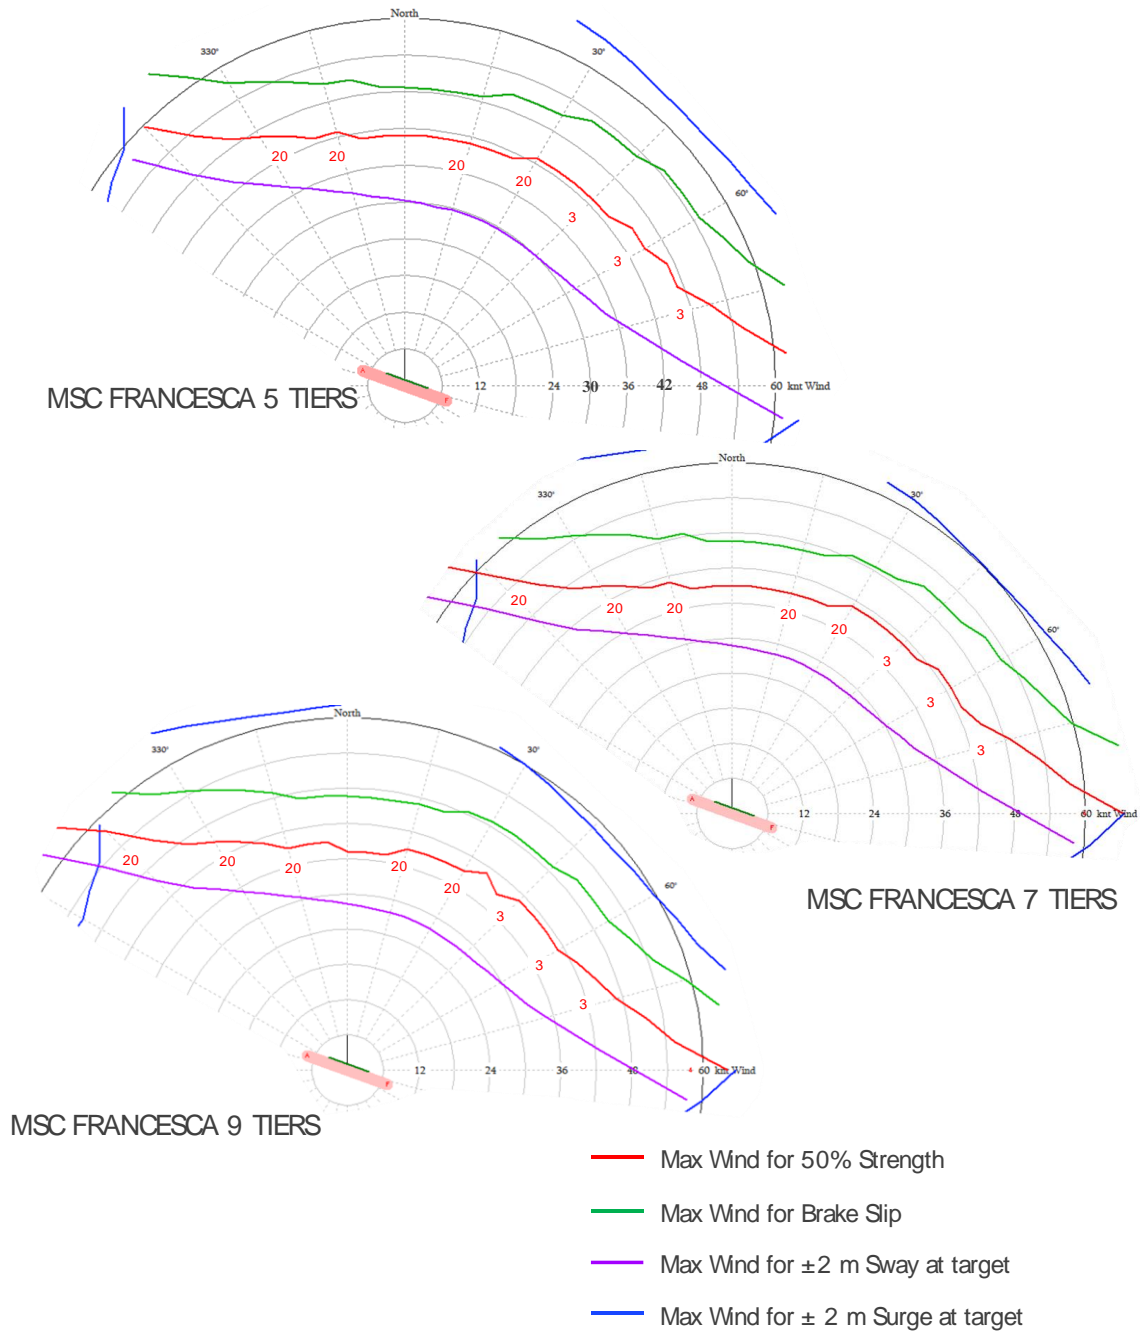 North
330°
30°
60°
20
20
20
20
3
3
3
A
F
12
24
30
36
42
48
60 knt Wind
MSC FRANCESCA 5 TIERS
North
330°
30°
60°
20
20
20
20
20
3
3
3
A
F
12
24
36
48
60 knt Wind
MSC FRANCESCA 7 TIERS
North
330°
30°
60°
20
20
20
20
20
3
3
3
A
F
12
24
36
48
60 knt Wind
MSC FRANCESCA 9 TIERS
Max Wind for 50% Strength
Max Wind for Brake Slip
Max Wind for ±2 m Sway at target
Max Wind for ± 2 m Surge at target